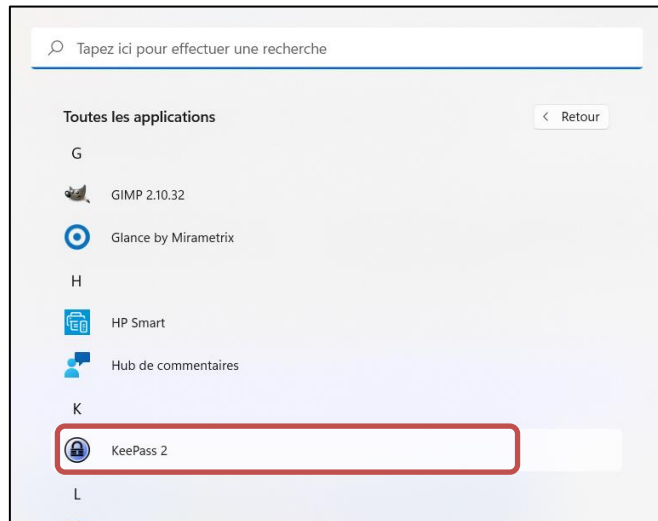 Tapez ici pour effectuer une recherche
Toutes les applications
< Retour
G
GIMP 2.10.32
Glance by Mirametrix
H
HP Smart
Hub de commentaires
K
KeePass 2
L